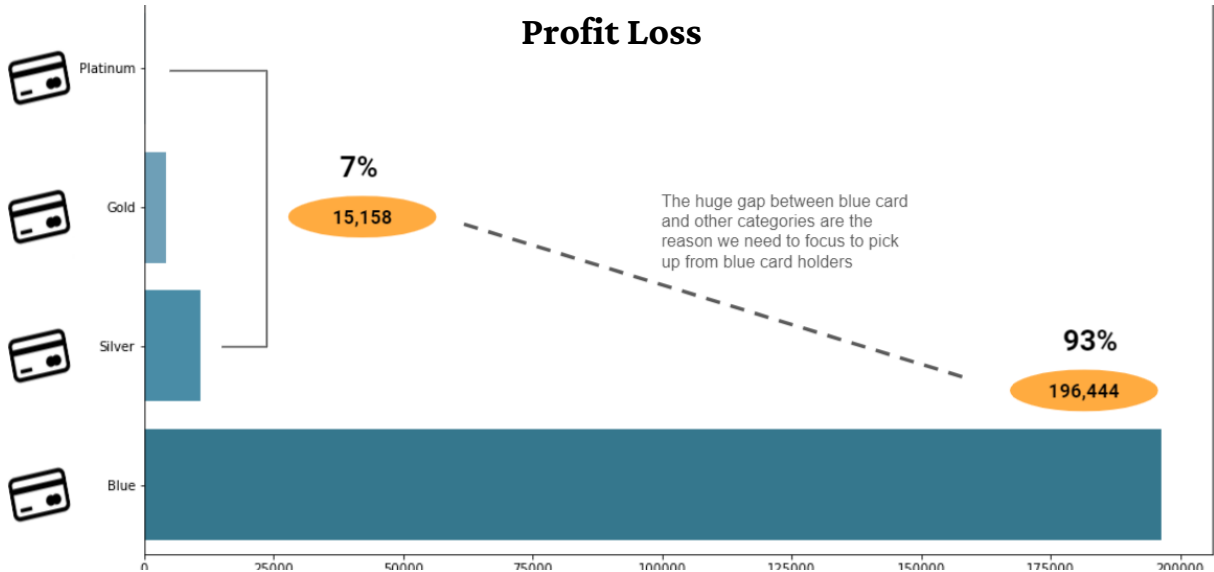 Profit Loss
Platinum
7%
Gold
15,158
The huge gap between blue card
and other categories are the
reason we need to focus to pick
up from blue card holders
Silver
93%
196,444
Blue
0 25000 50000 75000 100000 125000 150000 175000 200000